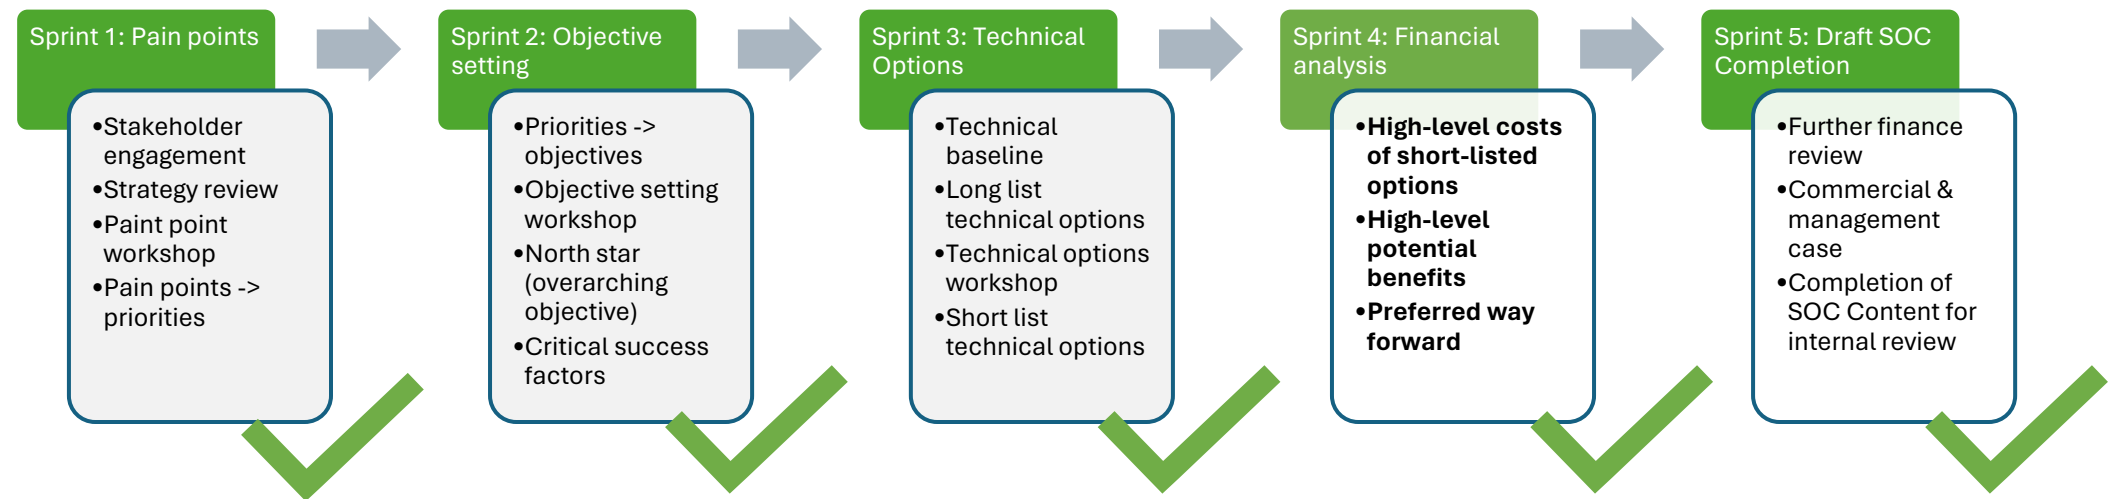 Sprint 1: Pain points
•Stakeholder
engagement
•Strategy review
•Paint point
workshop
•Pain points ->
priorities
Sprint 2: Objective
setting
•Priorities ->
objectives
•Objective setting
workshop
•North star
(overarching
objective)
•Critical success
factors
Sprint 3: Technical
Options
•Technical
baseline
•Long list
technical options
•Technical options
workshop
•Short list
technical options
Sprint 4: Financial
analysis
•High-level costs
of short-listed
options
•High-level
potential
benefits
•Preferred way
forward
Sprint 5: Draft SOC
Completion
•Further finance
review
•Commercial &
management
case
•Completion of
SOC Content for
internal review